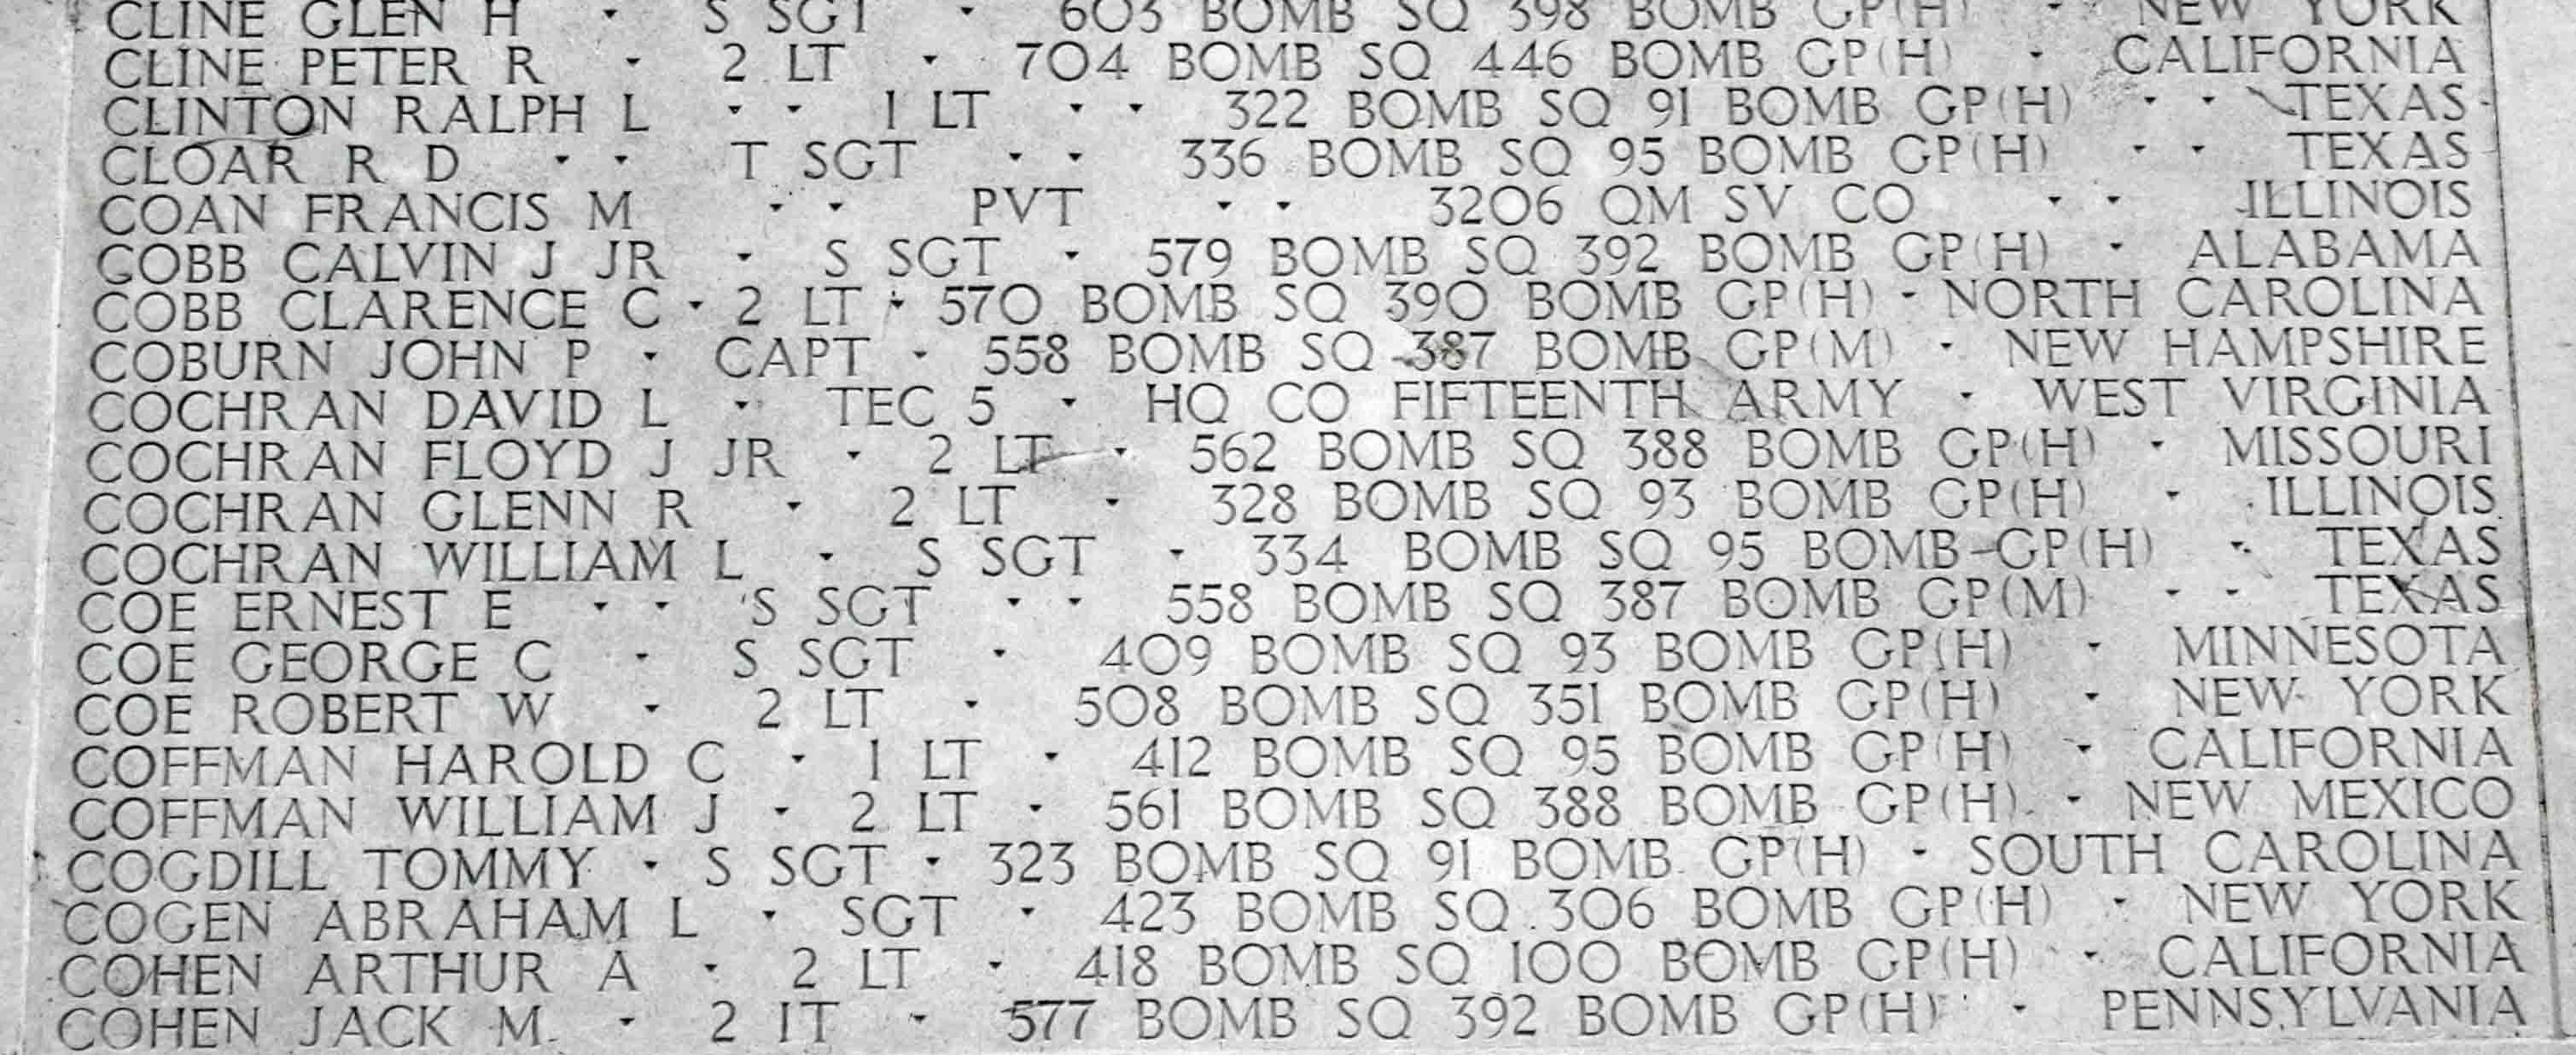 CLINE GLEN H · S SGT · 603 BOMB SQ 398 BOMB GP(H) · NEW YORK
CLINE PETER R · 2 LT · 704 BOMB SQ 446 BOMB GP(H) · CALIFORNIA
CLINTON RALPH L · · 1 LT · · 322 BOMB SQ 91 BOMB GP(H) · · TEXAS
CLOAR R D · · T SGT · · 336 BOMB SQ 95 BOMB GP(H) · · TEXAS
COAN FRANCIS M · · PVT · · 3206 QM SV CO · · ILLINOIS
COBB CALVIN J JR · S SGT · 579 BOMB SQ 392 BOMB GP(H) · ALABAMA
COBB CLARENCE C · 2 LT · 570 BOMB SQ 390 BOMB GP(H) · NORTH CAROLINA
COBURN JOHN P · CAPT · 558 BOMB SQ 387 BOMB GP(M) · NEW HAMPSHIRE
COCHRAN DAVID L · TEC 5 · HQ CO FIFTEENTH ARMY · WEST VIRGINIA
COCHRAN FLOYD J JR · 2 LT · 562 BOMB SQ 388 BOMB GP(H) · MISSOURI
COCHRAN GLENN R · 2 LT · 328 BOMB SQ 93 BOMB GP(H) · ILLINOIS
COCHRAN WILLIAM L · S SGT · 334 BOMB SQ 95 BOMB GP(H) · TEXAS
COE ERNEST E · · S SGT · · 558 BOMB SQ 387 BOMB GP(M) · · TEXAS
COE GEORGE C · S SGT · 409 BOMB SQ 93 BOMB GP(H) · MINNESOTA
COE ROBERT W · 2 LT · 508 BOMB SQ 351 BOMB GP(H) · NEW YORK
COFFMAN HAROLD C · 1 LT · 412 BOMB SQ 95 BOMB GP(H) · CALIFORNIA
COFFMAN WILLIAM J · 2 LT · 561 BOMB SQ 388 BOMB GP(H) · NEW MEXICO
COGDILL TOMMY · S SGT · 323 BOMB SQ 91 BOMB GP(H) · SOUTH CAROLINA
COGEN ABRAHAM L · SGT · 423 BOMB SQ 306 BOMB GP(H) · NEW YORK
COHEN ARTHUR A · 2 LT · 418 BOMB SQ 100 BOMB GP(H) · CALIFORNIA
COHEN JACK M · 2 LT · 577 BOMB SQ 392 BOMB GP(H) · PENNSYLVANIA